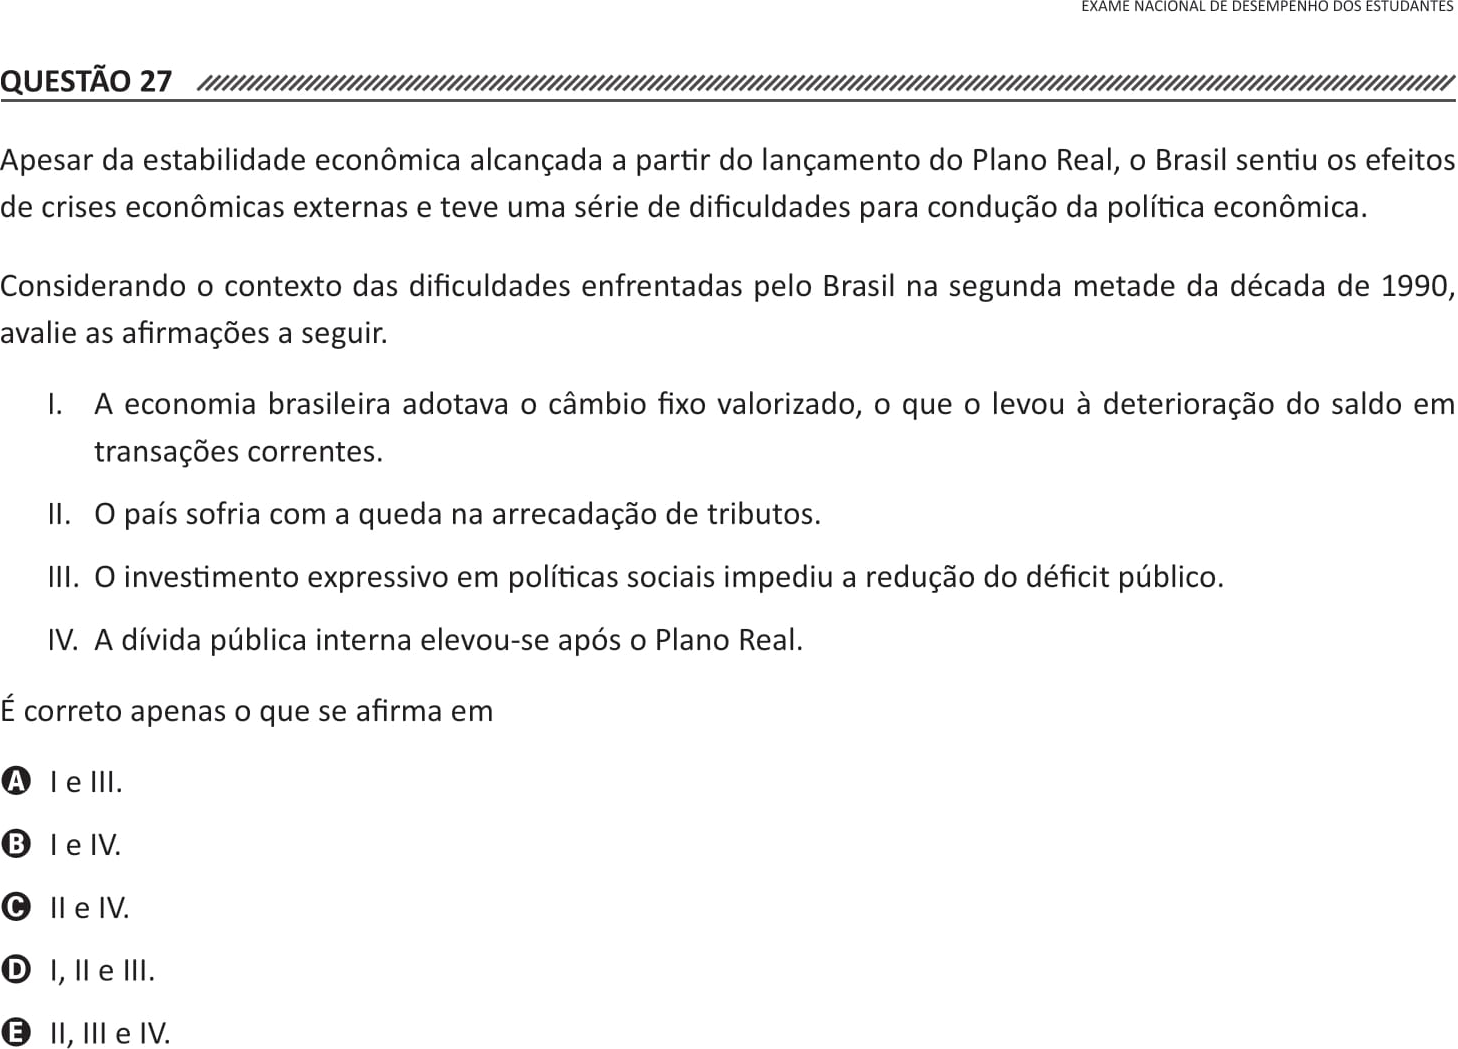 EXAME NACIONAL DE DESEMPENHO DOS ESTUDANTES
QUESTÃO 27
Apesar da estabilidade econômica alcançada a partir do lançamento do Plano Real, o Brasil sentiu os efeitos
de crises econômicas externas e teve uma série de dificuldades para condução da política econômica.
Considerando o contexto das dificuldades enfrentadas pelo Brasil na segunda metade da década de 1990,
avalie as afirmações a seguir.
I. A economia brasileira adotava o câmbio fixo valorizado, o que o levou à deterioração do saldo em
transações correntes.
II. O país sofria com a queda na arrecadação de tributos.
III. O investimento expressivo em políticas sociais impediu a redução do déficit público.
IV. A dívida pública interna elevou-se após o Plano Real.
É correto apenas o que se afirma em
A I e III.
B I e IV.
C II e IV.
D I, II e III.
E II, III e IV.